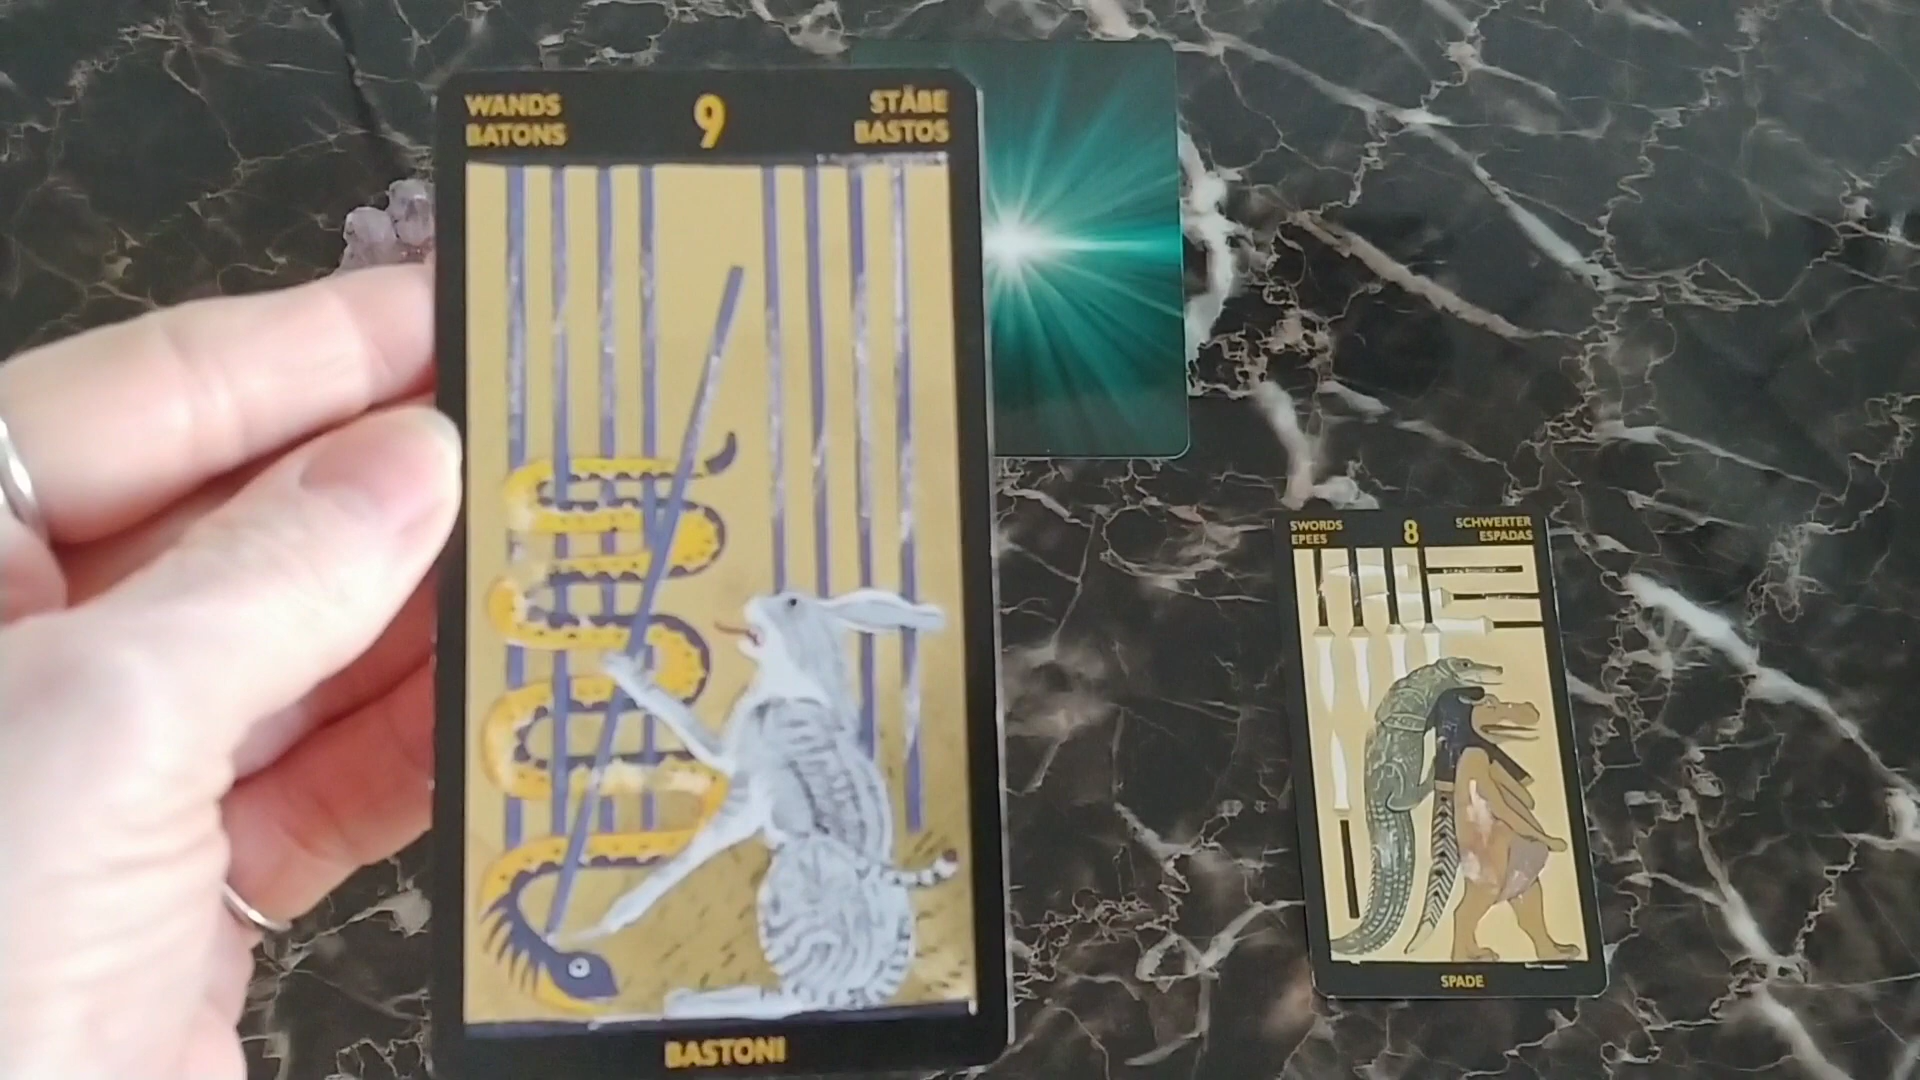 WANDS 9 STÄBE
BATONS BASTOS
BASTONI
SWORDS 8 SCHWERTER
EPEES ESPADAS
SPADE